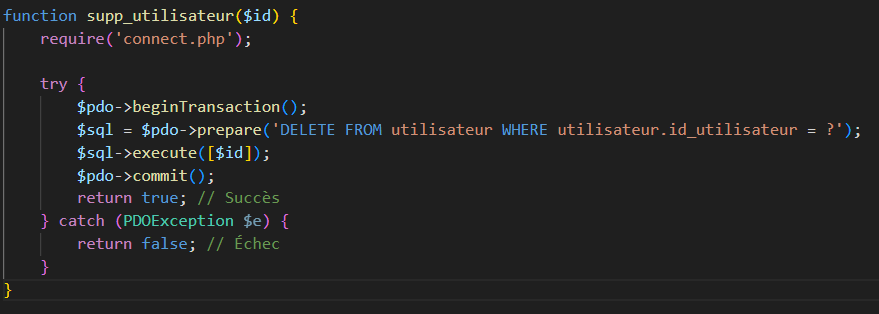 function supp_utilisateur($id) {
require('connect.php');
try {
$pdo->beginTransaction();
$sql = $pdo->prepare('DELETE FROM utilisateur WHERE utilisateur.id_utilisateur = ?');
$sql->execute([$id]);
$pdo->commit();
return true; // Succès
} catch (PDOException $e) {
return false; // Échec
}
}